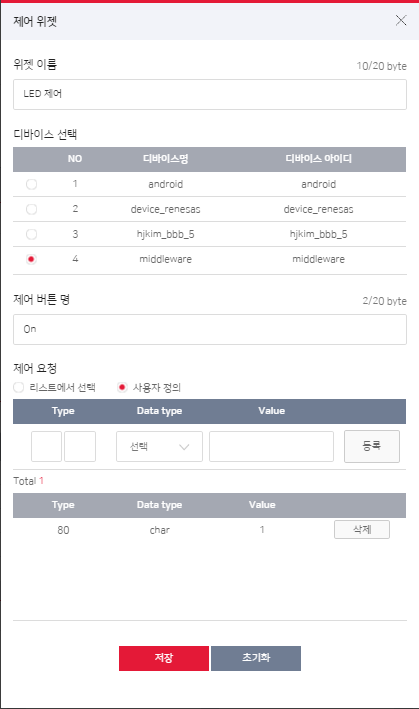 제어 위젯
위젯 이름 10/20 byte
LED 제어
디바이스 선택
NO 디바이스명 디바이스 아이디
1 android android
2 device_renesas device_renesas
3 hjkim_bbb_5 hjkim_bbb_5
4 middleware middleware
제어 버튼 명 2/20 byte
On
제어 요청
리스트에서 선택 사용자 정의
Type Data type Value
선택 등록
Total 1
Type Data type Value
80 char 1 삭제
저장 초기화